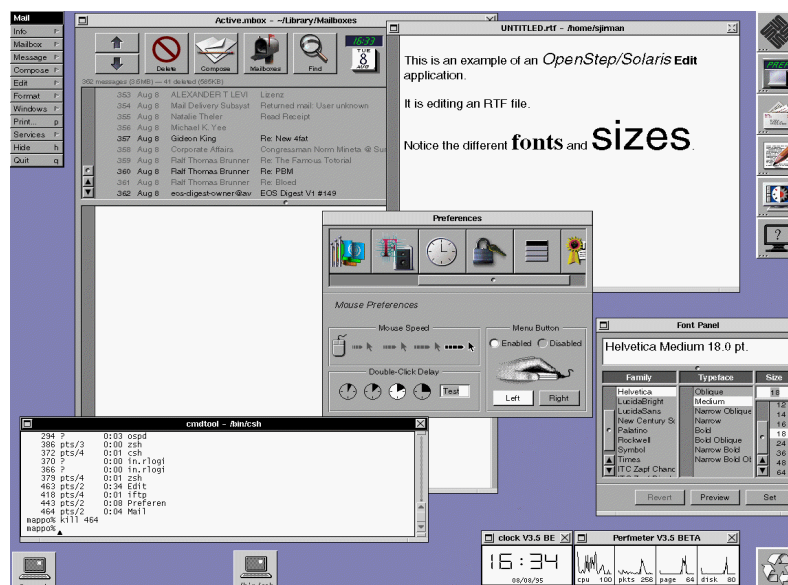 Mail
Info
Mailbox
Message
Compose
Edit
Format
Windows
Print... p
Services
Hide h
Quit q
Active.mbox - ~/Library/Mailboxes
Delete
Compose
Mailboxes
Find
16:33
TUE
8
AUG
362 messages (3.5MB) — 41 deleted (585KB)
353 Aug 8 ALEXANDER T LEVI Lizenz
354 Aug 8 Mail Delivery Subsyst Returned mail: User unknown
355 Aug 8 Natalie Theler Read Receipt
356 Aug 8 Michael K. Yee
357 Aug 8 Gideon King Re: New 4fat
358 Aug 8 Corporate Affairs Congressman Norm Mineta @ Su
359 Aug 8 Ralf Thomas Brunner Re: The Famous Totorial
360 Aug 8 Ralf Thomas Brunner Re: PBM
361 Aug 8 Ralf Thomas Brunner Re: Bloed
362 Aug 8 eos-digest-owner@av EOS Digest V1 #149
UNTITLED.rtf - /home/sjirman
This is an example of an OpenStep/Solaris Edit
application.
It is editing an RTF file.
Notice the different fonts and sizes.
Preferences
Mouse Preferences
Mouse Speed
Menu Button
Enabled Disabled
Double-Click Delay
Test
Left Right
Font Panel
Helvetica Medium 18.0 pt.
Family Typeface Size
Helvetica Oblique 18
LucidaBright Medium 12
LucidaSans Narrow Oblique 14
New Century S Narrow 16
Palatino Bold 18
Rockwell Bold Oblique 24
Symbol Narrow Bold 36
Times Narrow Bold Ob 48
ITC Zapf Chanc 64
Revert Preview Set
cmdtool - /bin/csh
294 ? 0:03 ospd
386 pts/3 0:00 zsh
372 pts/4 0:01 csh
370 ? 0:00 in.rlogi
366 ? 0:00 in.rlogi
379 pts/4 0:01 zsh
463 pts/2 0:34 Edit
418 pts/4 0:01 iftp
443 pts/2 0:08 Preferen
464 pts/2 0:04 Mail
mappo% kill 464
mappo%
clock V3.5 BE
16:34
08/08/95
Perfmeter V3.5 BETA
cpu 100 pkts 256 page 64 disk 80